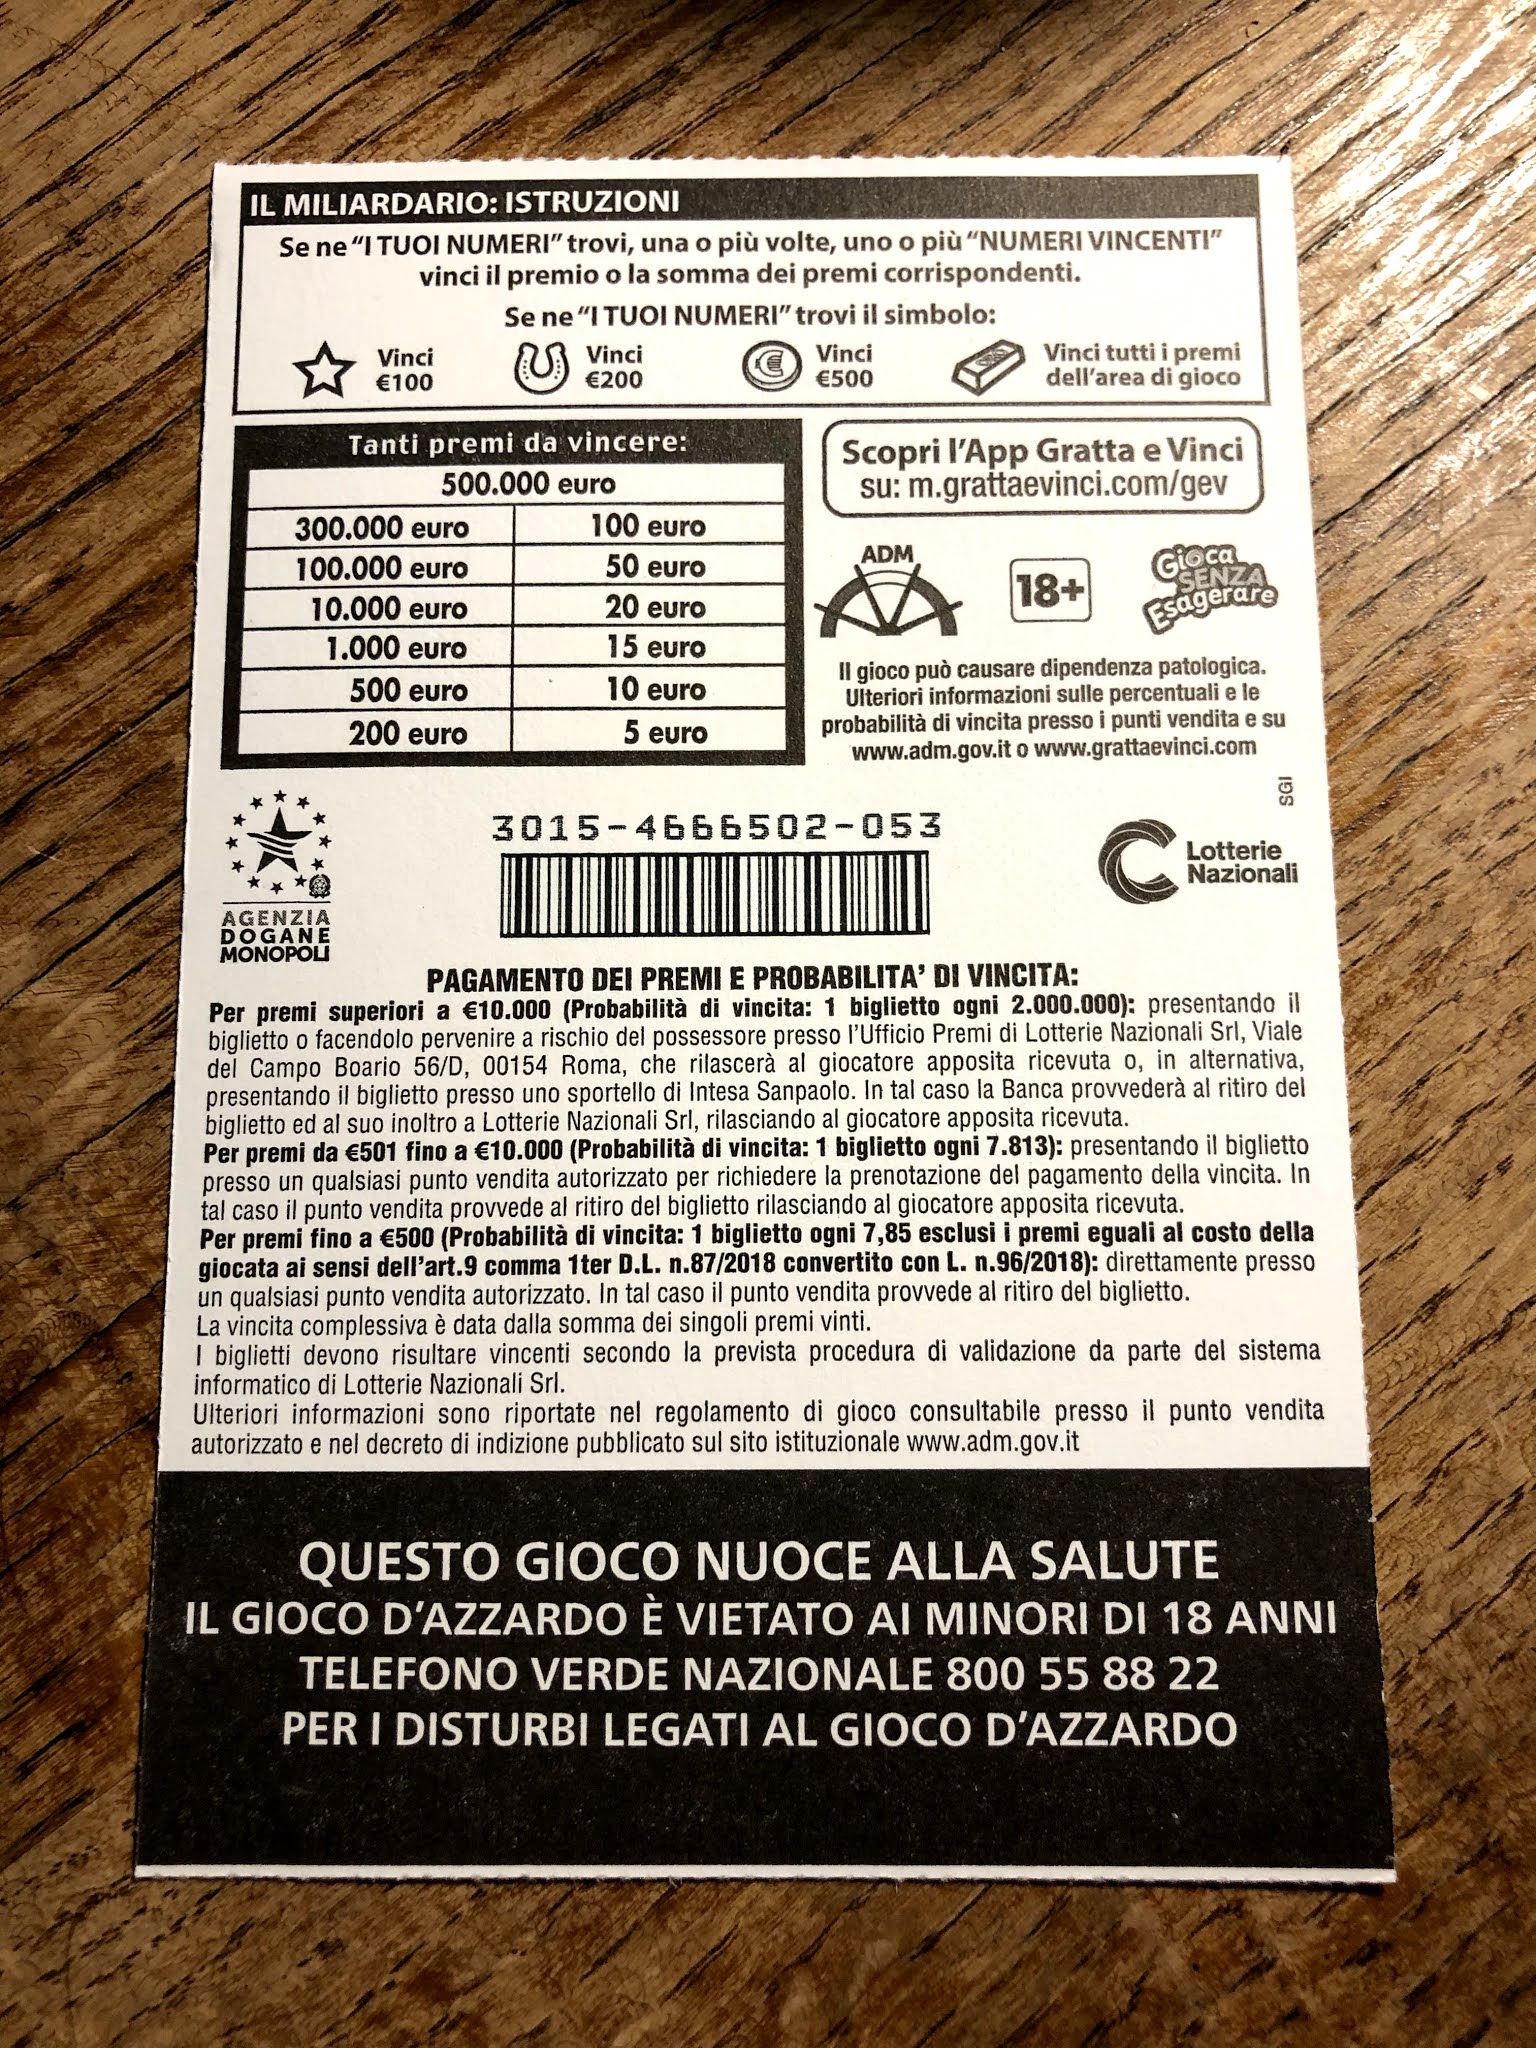 IL MILIARDARIO: ISTRUZIONI
Se ne “I TUOI NUMERI” trovi, una o più volte, uno o più “NUMERI VINCENTI”
vinci il premio o la somma dei premi corrispondenti.
Se ne “I TUOI NUMERI” trovi il simbolo:
Vinci €100
Vinci €200
Vinci €500
Vinci tutti i premi dell’area di gioco
Tanti premi da vincere:
500.000 euro
300.000 euro 100 euro
100.000 euro 50 euro
10.000 euro 20 euro
1.000 euro 15 euro
500 euro 10 euro
200 euro 5 euro
Scopri l’App Gratta e Vinci
su: m.grattaevinci.com/gev
ADM
18+
Gioca
SENZA
Esagerare
Il gioco può causare dipendenza patologica.
Ulteriori informazioni sulle percentuali e le
probabilità di vincita presso i punti vendita e su
www.adm.gov.it o www.grattaevinci.com
SGI
AGENZIA
DOGANE
MONOPOLI
3015-4666502-053
Lotterie
Nazionali
PAGAMENTO DEI PREMI E PROBABILITA’ DI VINCITA:
Per premi superiori a €10.000 (Probabilità di vincita: 1 biglietto ogni 2.000.000): presentando il
biglietto o facendolo pervenire a rischio del possessore presso l’Ufficio Premi di Lotterie Nazionali Srl, Viale
del Campo Boario 56/D, 00154 Roma, che rilascerà al giocatore apposita ricevuta o, in alternativa,
presentando il biglietto presso uno sportello di Intesa Sanpaolo. In tal caso la Banca provvederà al ritiro del
biglietto ed al suo inoltro a Lotterie Nazionali Srl, rilasciando al giocatore apposita ricevuta.
Per premi da €501 fino a €10.000 (Probabilità di vincita: 1 biglietto ogni 7.813): presentando il biglietto
presso un qualsiasi punto vendita autorizzato per richiedere la prenotazione del pagamento della vincita. In
tal caso il punto vendita provvede al ritiro del biglietto rilasciando al giocatore apposita ricevuta.
Per premi fino a €500 (Probabilità di vincita: 1 biglietto ogni 7,85 esclusi i premi eguali al costo della
giocata ai sensi dell’art.9 comma 1ter D.L. n.87/2018 convertito con L. n.96/2018): direttamente presso
un qualsiasi punto vendita autorizzato. In tal caso il punto vendita provvede al ritiro del biglietto.
La vincita complessiva è data dalla somma dei singoli premi vinti.
I biglietti devono risultare vincenti secondo la prevista procedura di validazione da parte del sistema
informatico di Lotterie Nazionali Srl.
Ulteriori informazioni sono riportate nel regolamento di gioco consultabile presso il punto vendita
autorizzato e nel decreto di indizione pubblicato sul sito istituzionale www.adm.gov.it
QUESTO GIOCO NUOCE ALLA SALUTE
IL GIOCO D’AZZARDO È VIETATO AI MINORI DI 18 ANNI
TELEFONO VERDE NAZIONALE 800 55 88 22
PER I DISTURBI LEGATI AL GIOCO D’AZZARDO